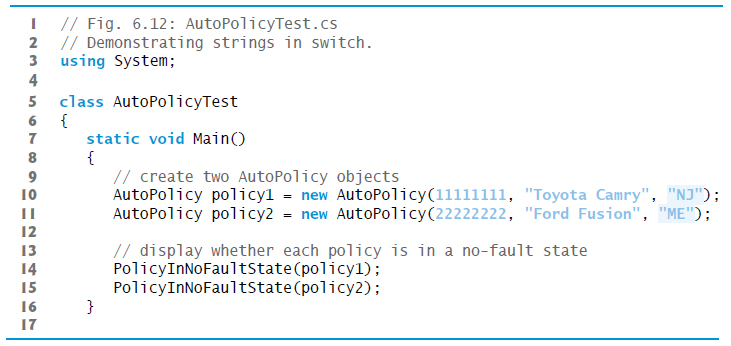 1 // Fig. 6.12: AutoPolicyTest.cs
2 // Demonstrating strings in switch.
3 using System;
4
5 class AutoPolicyTest
6 {
7    static void Main()
8    {
9       // create two AutoPolicy objects
10       AutoPolicy policy1 = new AutoPolicy(11111111, "Toyota Camry", "NJ");
11       AutoPolicy policy2 = new AutoPolicy(22222222, "Ford Fusion", "ME");
12
13       // display whether each policy is in a no-fault state
14       PolicyInNoFaultState(policy1);
15       PolicyInNoFaultState(policy2);
16    }
17